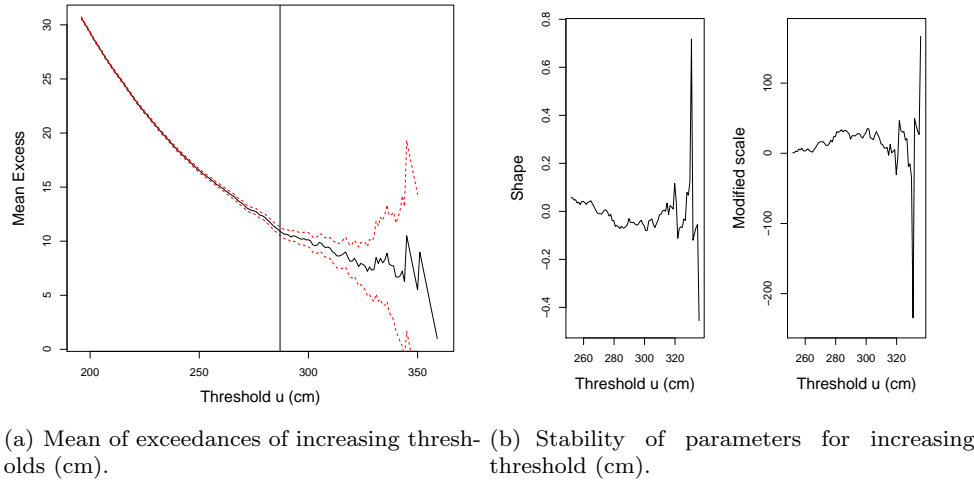 30
25
20
15
10
5
0
Mean Excess
200 250 300 350
Threshold u (cm)
0.8
0.6
0.4
0.2
0.0
−0.2
−0.4
Shape
260 280 300 320
Threshold u (cm)
100
0
−100
−200
Modified scale
260 280 300 320
Threshold u (cm)
(a) Mean of exceedances of increasing thresh-
olds (cm).
(b) Stability of parameters for increasing
threshold (cm).